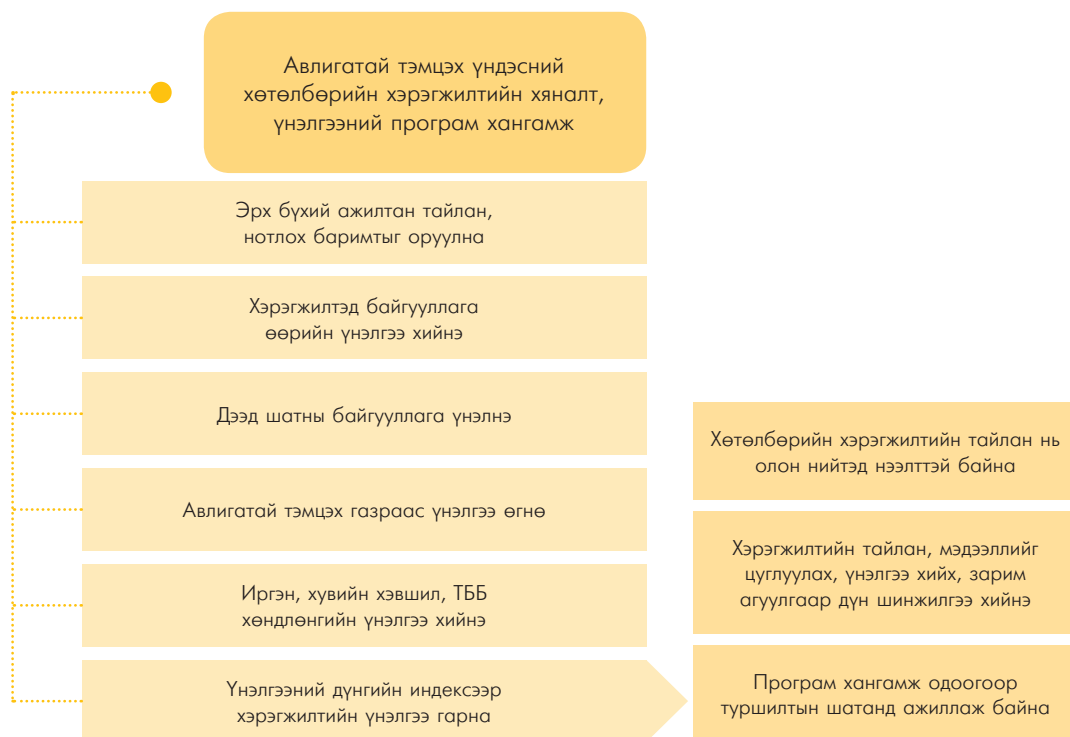 Авлигатай тэмцэх үндэсний
хөтөлбөрийн хэрэгжилтийн хяналт,
үнэлгээний програм хангамж
Эрх бүхий ажилтан тайлан,
нотлох баримтыг оруулна
Хэрэгжилтэд байгууллага
өөрийн үнэлгээ хийнэ
Дээд шатны байгууллага үнэлнэ
Авлигатай тэмцэх газраас үнэлгээ өгнө
Иргэн, хувийн хэвшил, ТББ
хөндлөнгийн үнэлгээ хийнэ
Үнэлгээний дүнгийн индексээр
хэрэгжилтийн үнэлгээ гарна
Хөтөлбөрийн хэрэгжилтийн тайлан нь
олон нийтэд нээлттэй байна
Хэрэгжилтийн тайлан, мэдээллийг
цуглуулах, үнэлгээ хийх, зарим
агуулгаар дүн шинжилгээ хийнэ
Програм хангамж одоогоор
туршилтын шатанд ажиллаж байна